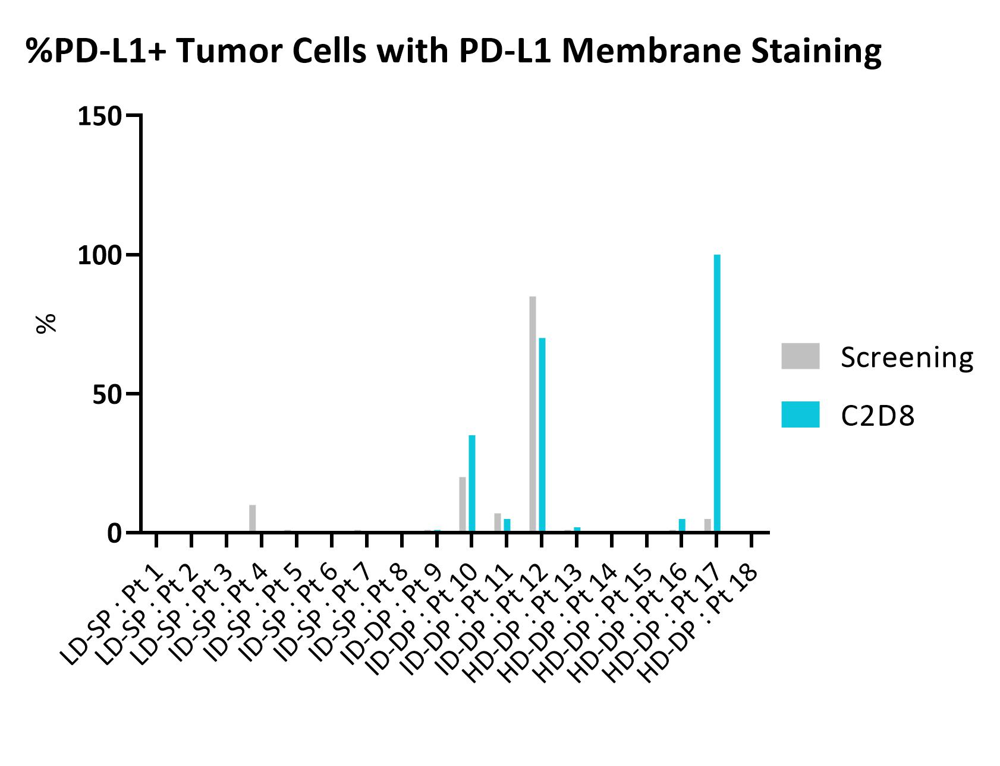 %PD-L1+ Tumor Cells with PD-L1 Membrane Staining
150
100
50
0
%
Screening
C2D8
LD-SP : Pt 1
LD-SP : Pt 2
LD-SP : Pt 3
ID-SP : Pt 4
ID-SP : Pt 5
ID-SP : Pt 6
ID-SP : Pt 7
ID-SP : Pt 8
ID-DP : Pt 9
ID-DP : Pt 10
ID-DP : Pt 11
ID-DP : Pt 12
HD-DP : Pt 13
HD-DP : Pt 14
HD-DP : Pt 15
HD-DP : Pt 16
HD-DP : Pt 17
HD-DP : Pt 18